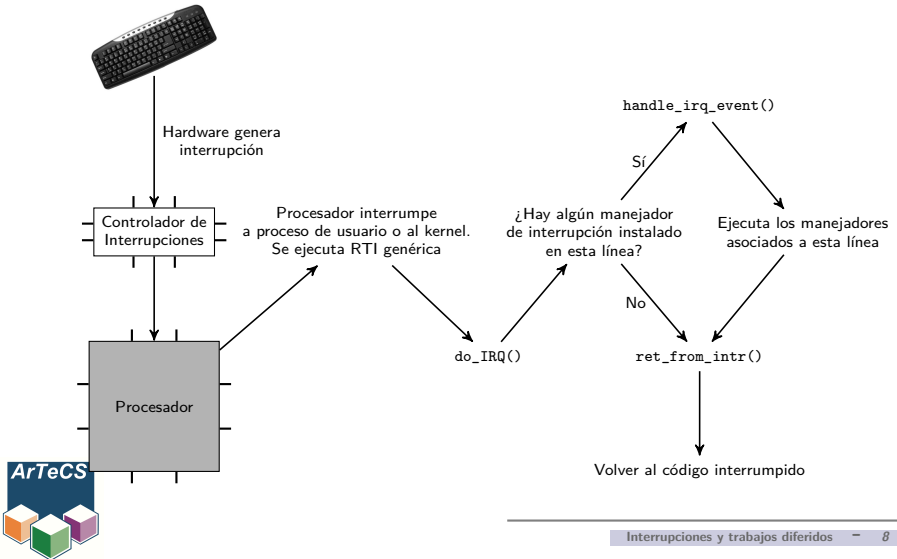 Hardware genera
interrupción
Controlador de
Interrupciones
Procesador
Procesador interrumpe
a proceso de usuario o al kernel.
Se ejecuta RTI genérica
do_IRQ()
¿Hay algún manejador
de interrupción instalado
en esta línea?
Sí
No
handle_irq_event()
Ejecuta los manejadores
asociados a esta línea
ret_from_intr()
Volver al código interrumpido
ArTeCS
Interrupciones y trabajos diferidos – 8